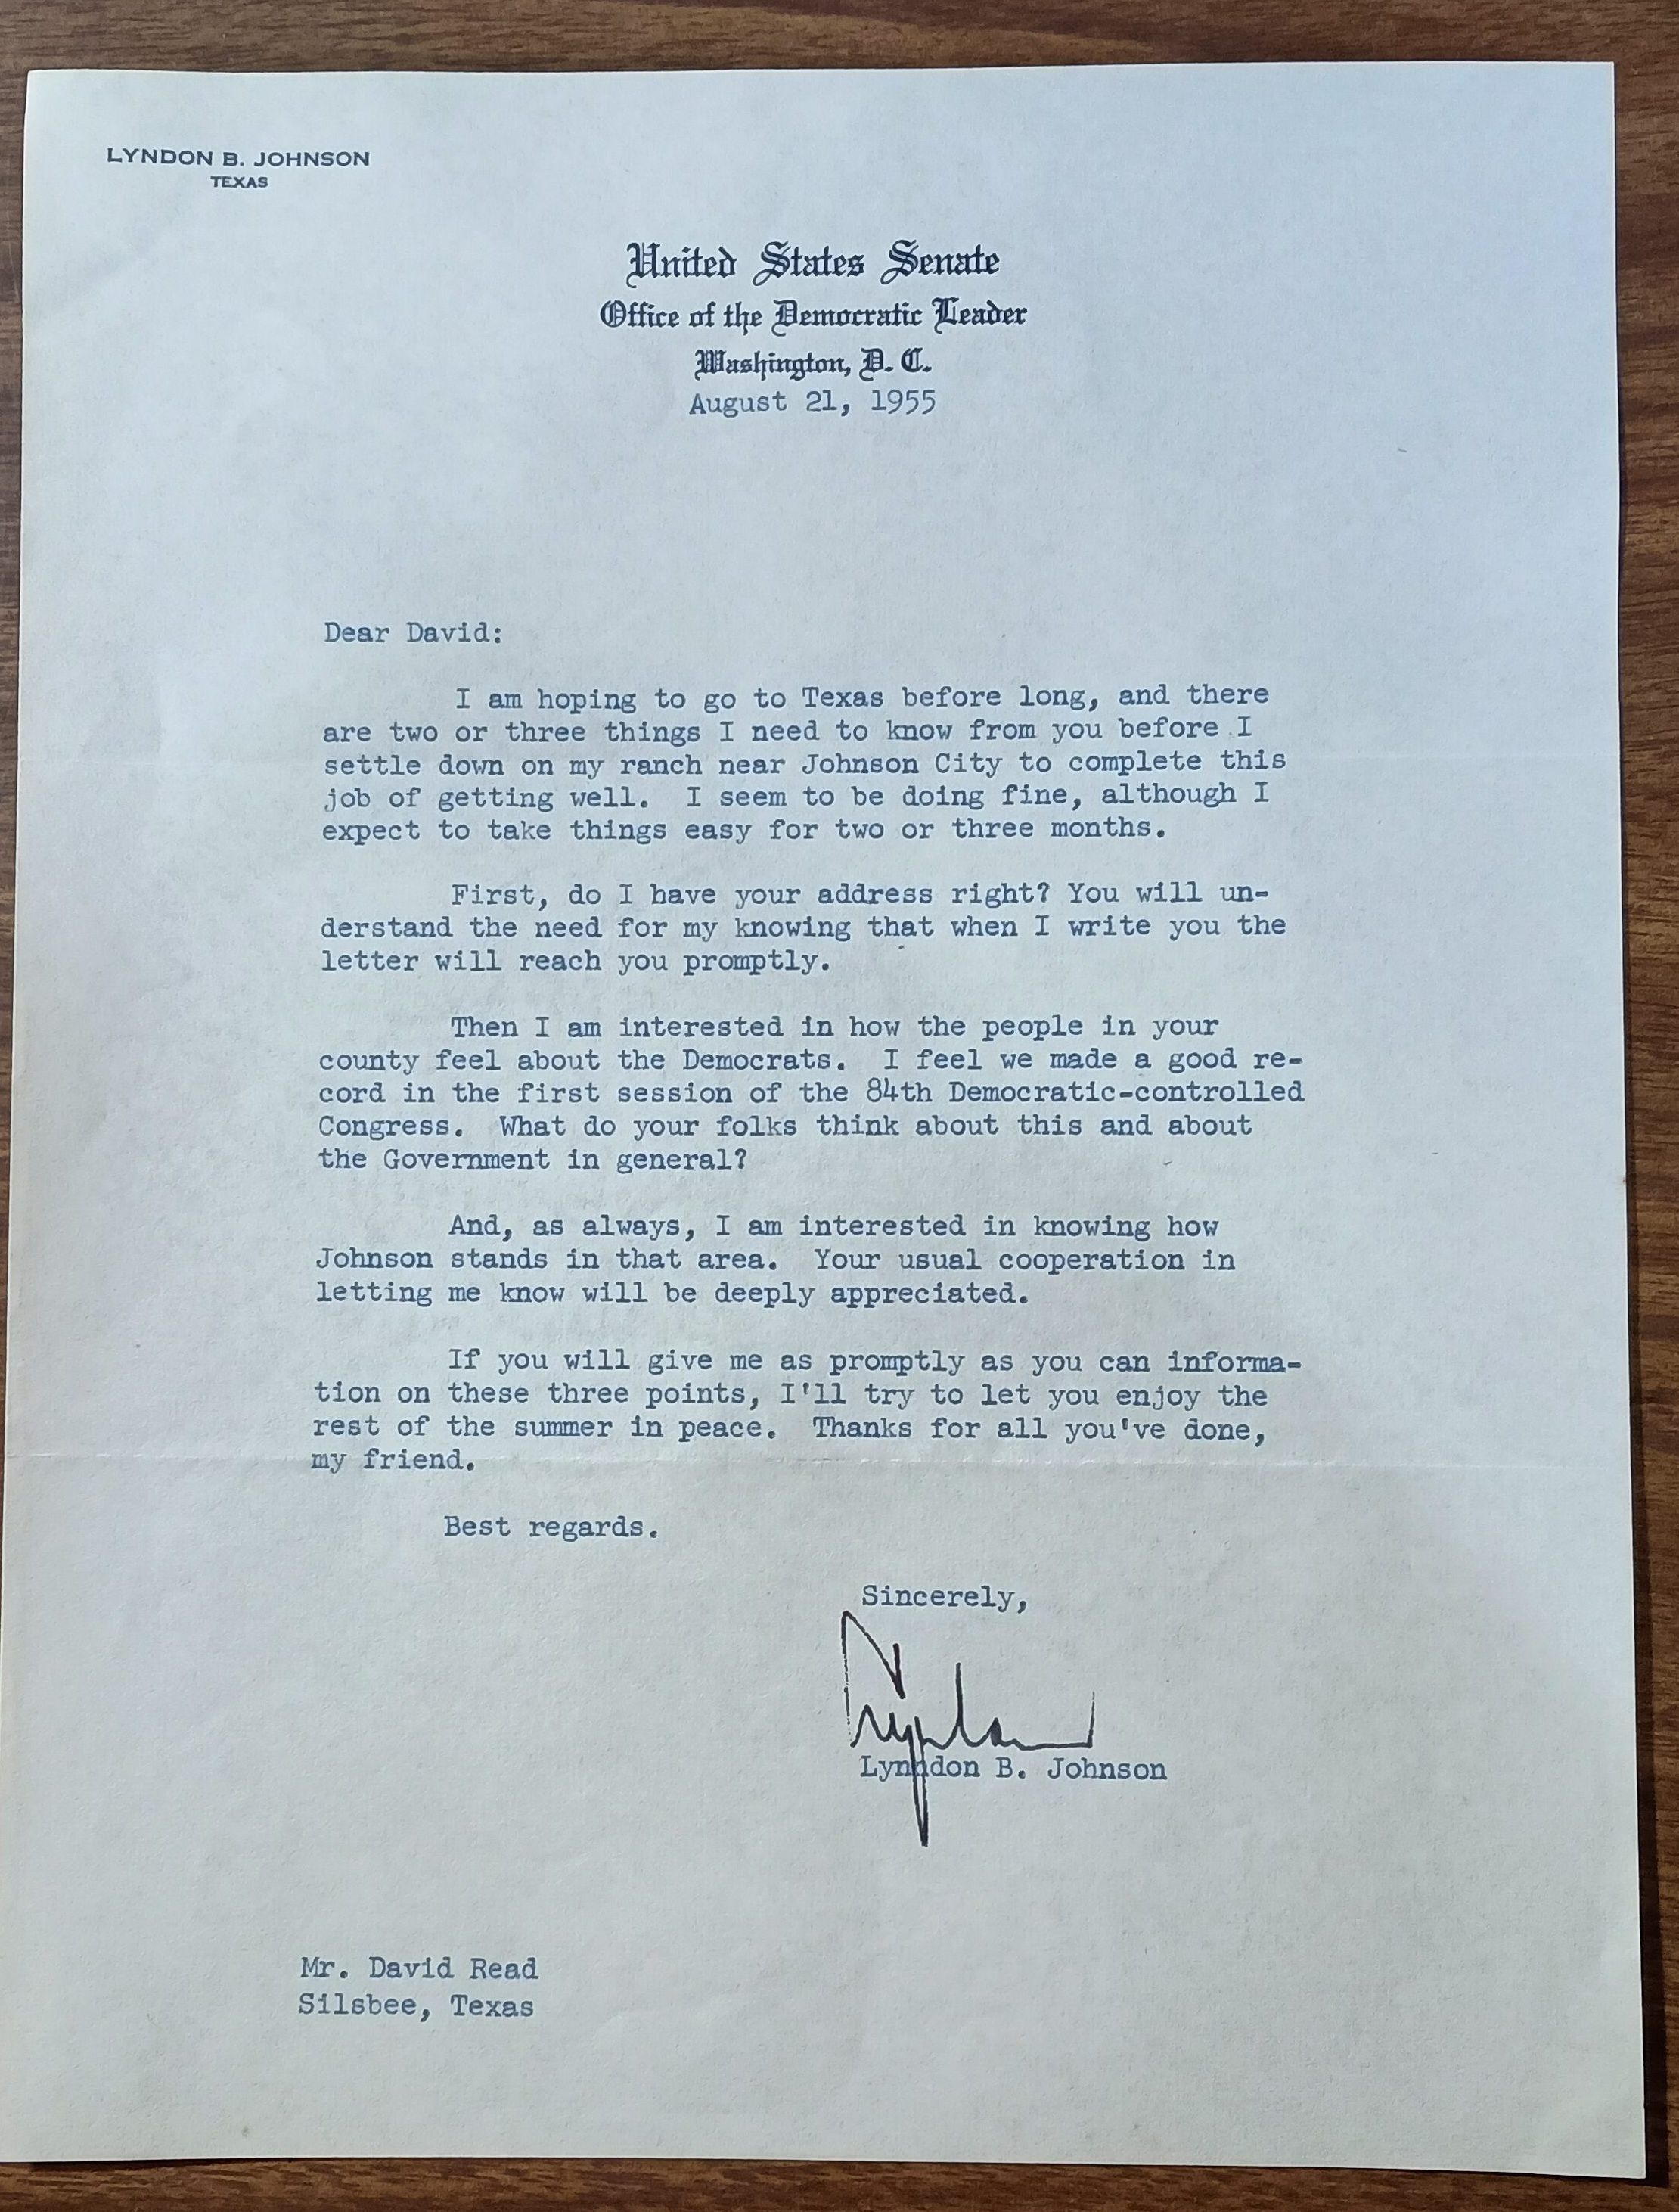 LYNDON B. JOHNSON
TEXAS
United States Senate
Office of the Democratic Leader
Washington, D. C.
August 21, 1955
Dear David:
I am hoping to go to Texas before long, and there
are two or three things I need to know from you before I
settle down on my ranch near Johnson City to complete this
job of getting well. I seem to be doing fine, although I
expect to take things easy for two or three months.
First, do I have your address right? You will un-
derstand the need for my knowing that when I write you the
letter will reach you promptly.
Then I am interested in how the people in your
county feel about the Democrats. I feel we made a good re-
cord in the first session of the 84th Democratic-controlled
Congress. What do your folks think about this and about
the Government in general?
And, as always, I am interested in knowing how
Johnson stands in that area. Your usual cooperation in
letting me know will be deeply appreciated.
If you will give me as promptly as you can informa-
tion on these three points, I'll try to let you enjoy the
rest of the summer in peace. Thanks for all you've done,
my friend.
Best regards.
Sincerely,
Lyndon
Lyndon B. Johnson
Mr. David Read
Silsbee, Texas